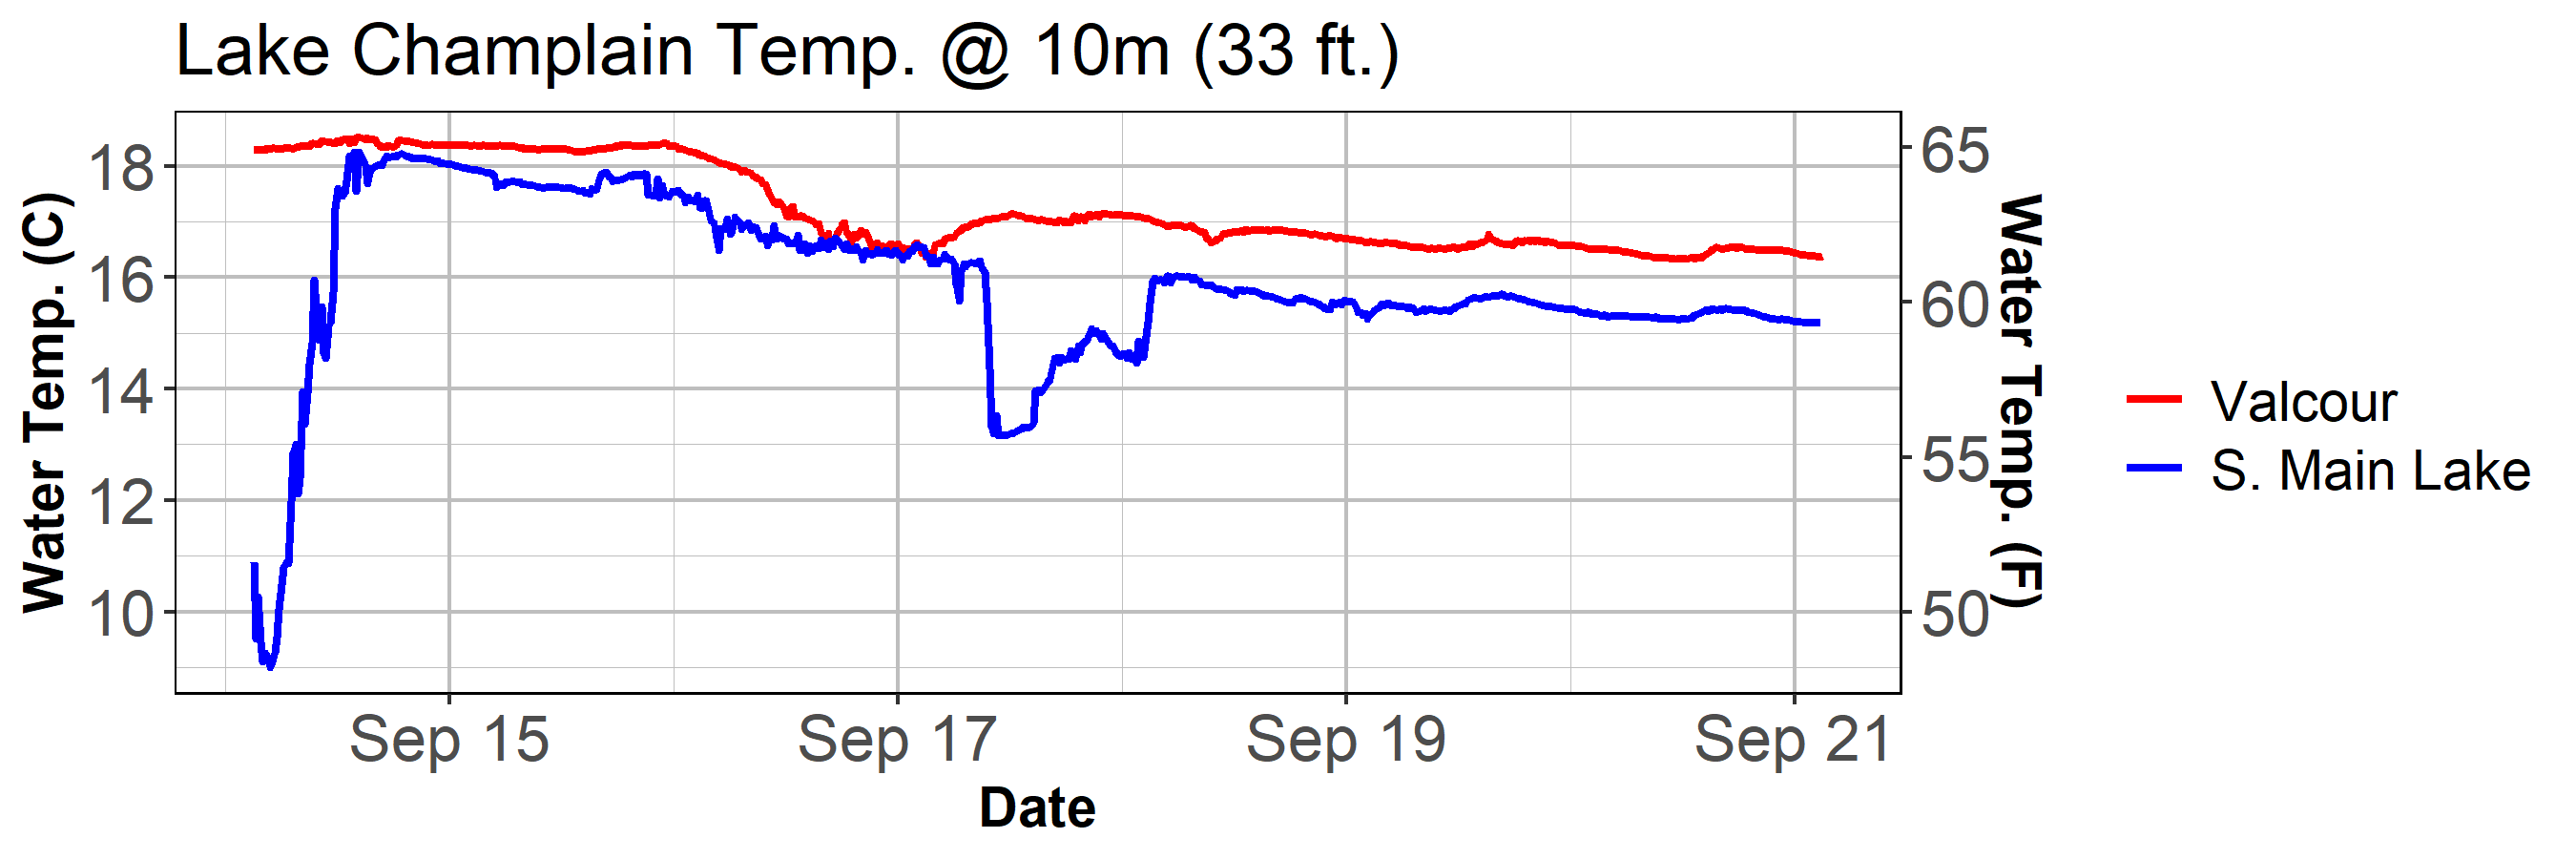 Lake Champlain Temp. @ 10m (33 ft.)
Water Temp. (C)
18
16
14
12
10
65
60
55
50
Water Temp. (F)
Sep 15
Sep 17
Sep 19
Sep 21
Date
Valcour
S. Main Lake